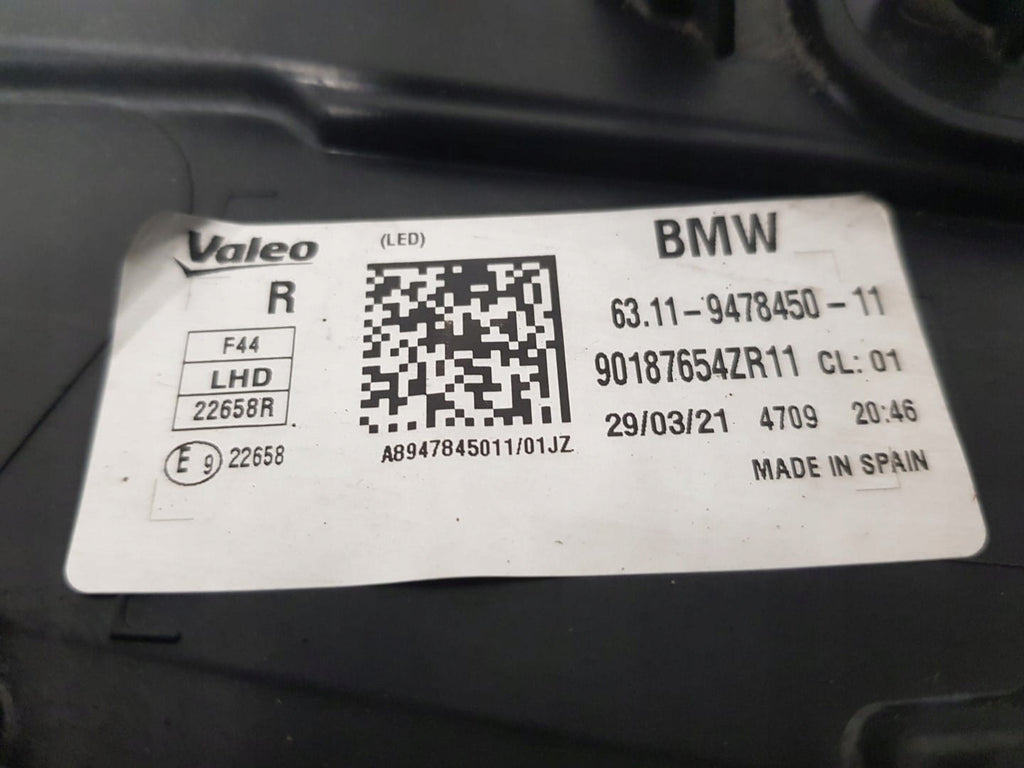 Valeo
(LED)
BMW
R
63.11-9478450-11
F44
LHD
22658R
90187654ZR11 CL: 01
29/03/21 4709 20:46
E 9 22658
A8947845011/01JZ
MADE IN SPAIN